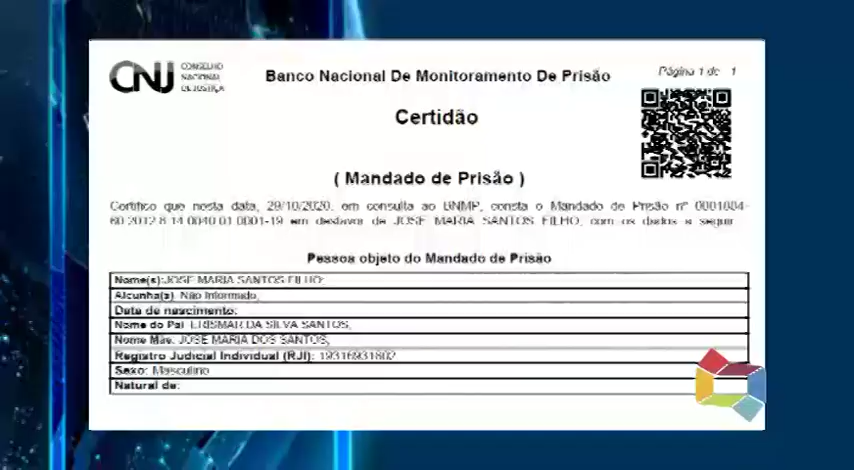 CNJ
CONSELHO
NACIONAL
DE JUSTIÇA
Banco Nacional De Monitoramento De Prisão
Página 1 de 1
Certidão
( Mandado de Prisão )
Certifico que nesta data, 29/10/2020, em consulta ao BNMP, consta o Mandado de Prisão nº 0001884-
60.2012.8.14.0040.01.0001-19 em desfavor de JOSE MARIA SANTOS FILHO, com os dados a seguir
Pessoa objeto do Mandado de Prisão
Nome(s): JOSE MARIA SANTOS FILHO;
Alcunha(s): Não Informado,
Data de nascimento:
Nome do Pai: ERISMAR DA SILVA SANTOS,
Nome Mãe: JOSE MARIA DOS SANTOS,
Registro Judicial Individual (RJI): 19316931802
Sexo: Masculino
Natural de: